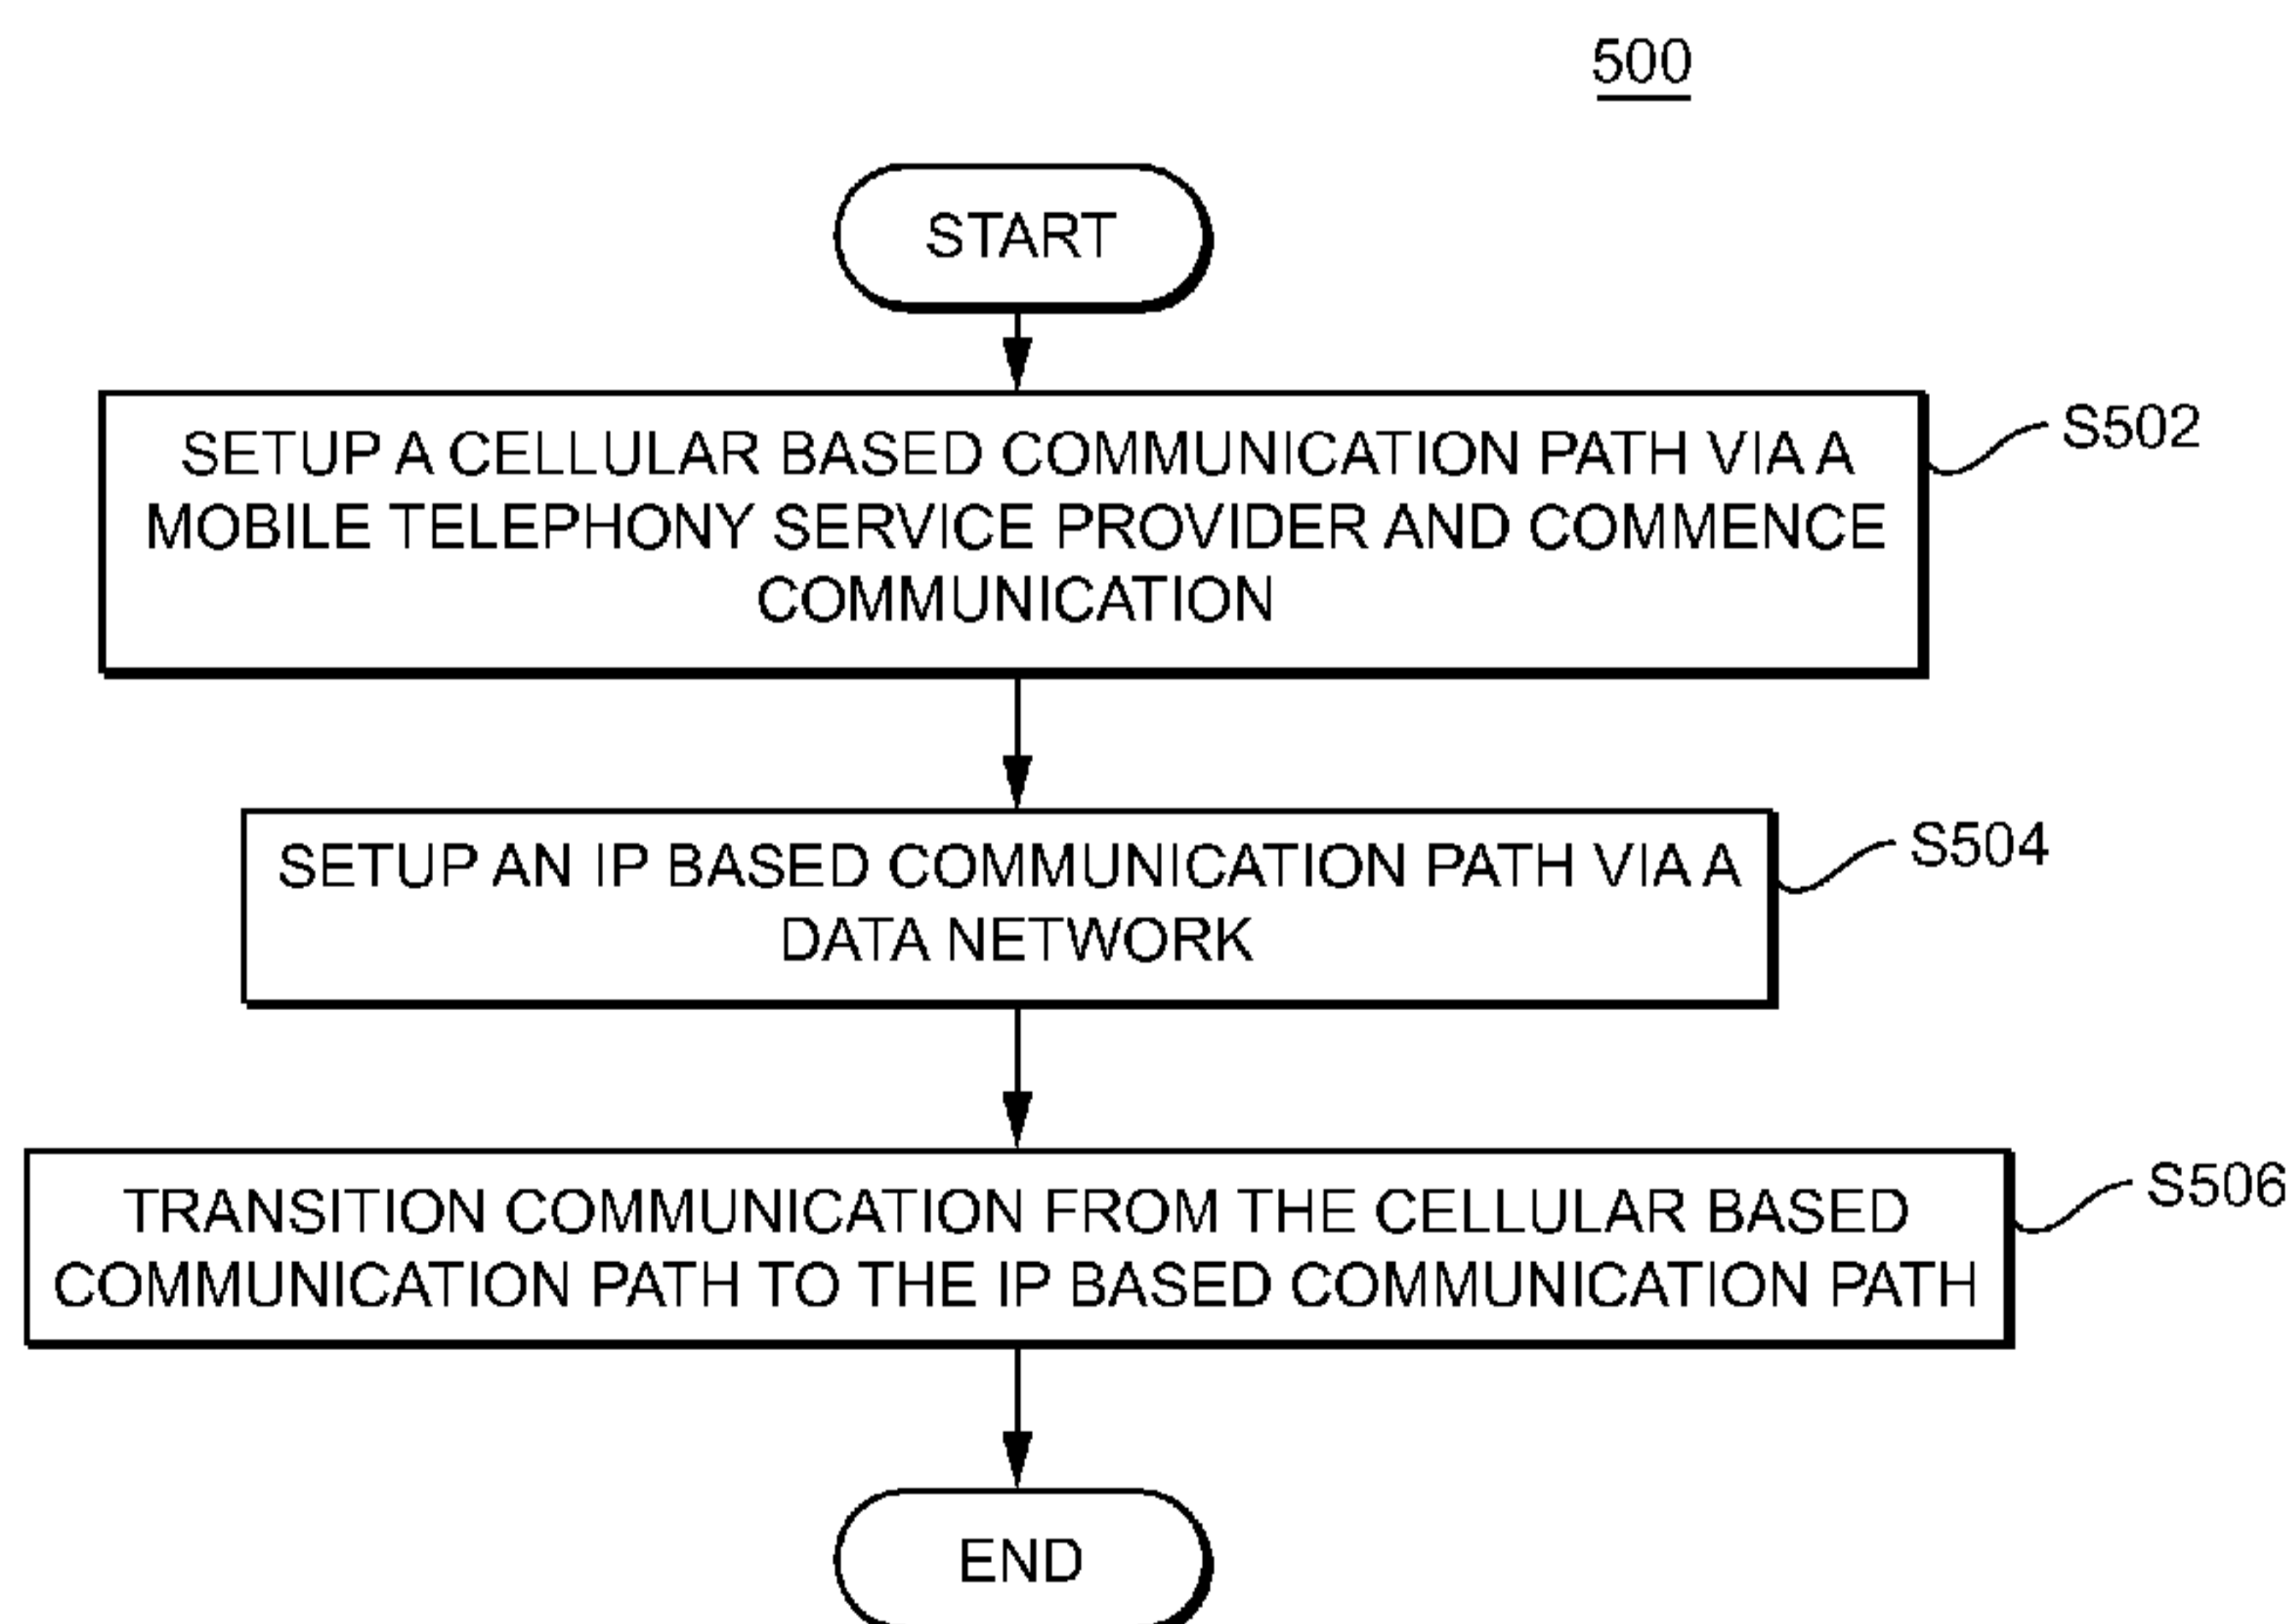 500
START
SETUP A CELLULAR BASED COMMUNICATION PATH VIA A
MOBILE TELEPHONY SERVICE PROVIDER AND COMMENCE
COMMUNICATION
S502
SETUP AN IP BASED COMMUNICATION PATH VIA A
DATA NETWORK
S504
TRANSITION COMMUNICATION FROM THE CELLULAR BASED
COMMUNICATION PATH TO THE IP BASED COMMUNICATION PATH
S506
END